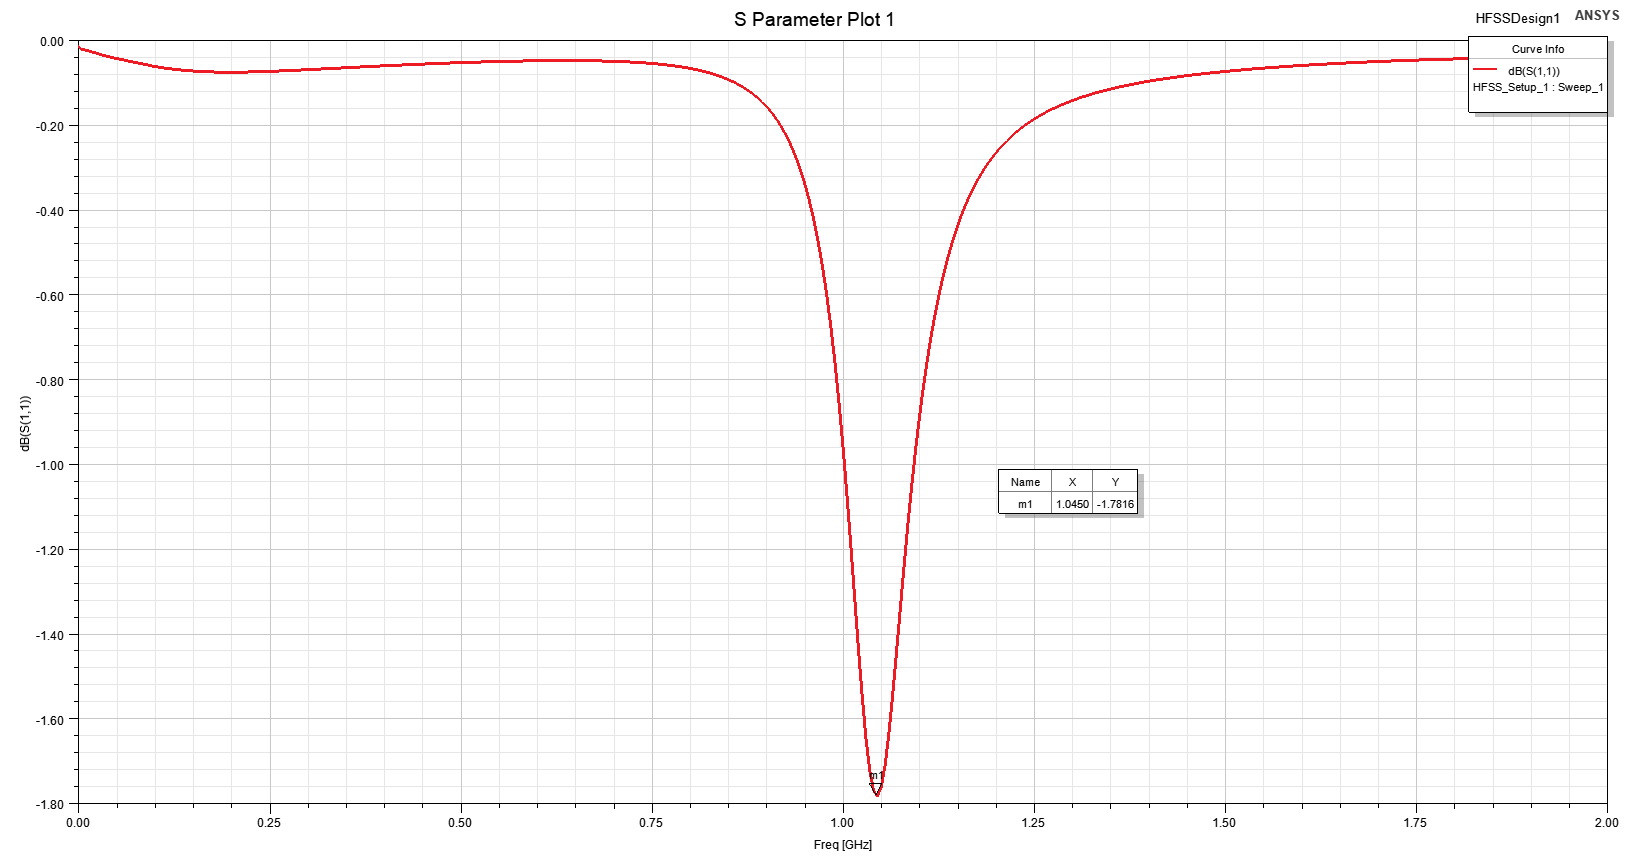 S Parameter Plot 1
HFSSDesign1
ANSYS
Curve Info
dB(S(1,1))
HFSS_Setup_1 : Sweep_1
0.00
-0.20
-0.40
-0.60
-0.80
-1.00
-1.20
-1.40
-1.60
-1.80
dB(S(1,1))
Name X Y
m1 1.0450 -1.7816
m1
0.00 0.25 0.50 0.75 1.00 1.25 1.50 1.75 2.00
Freq [GHz]